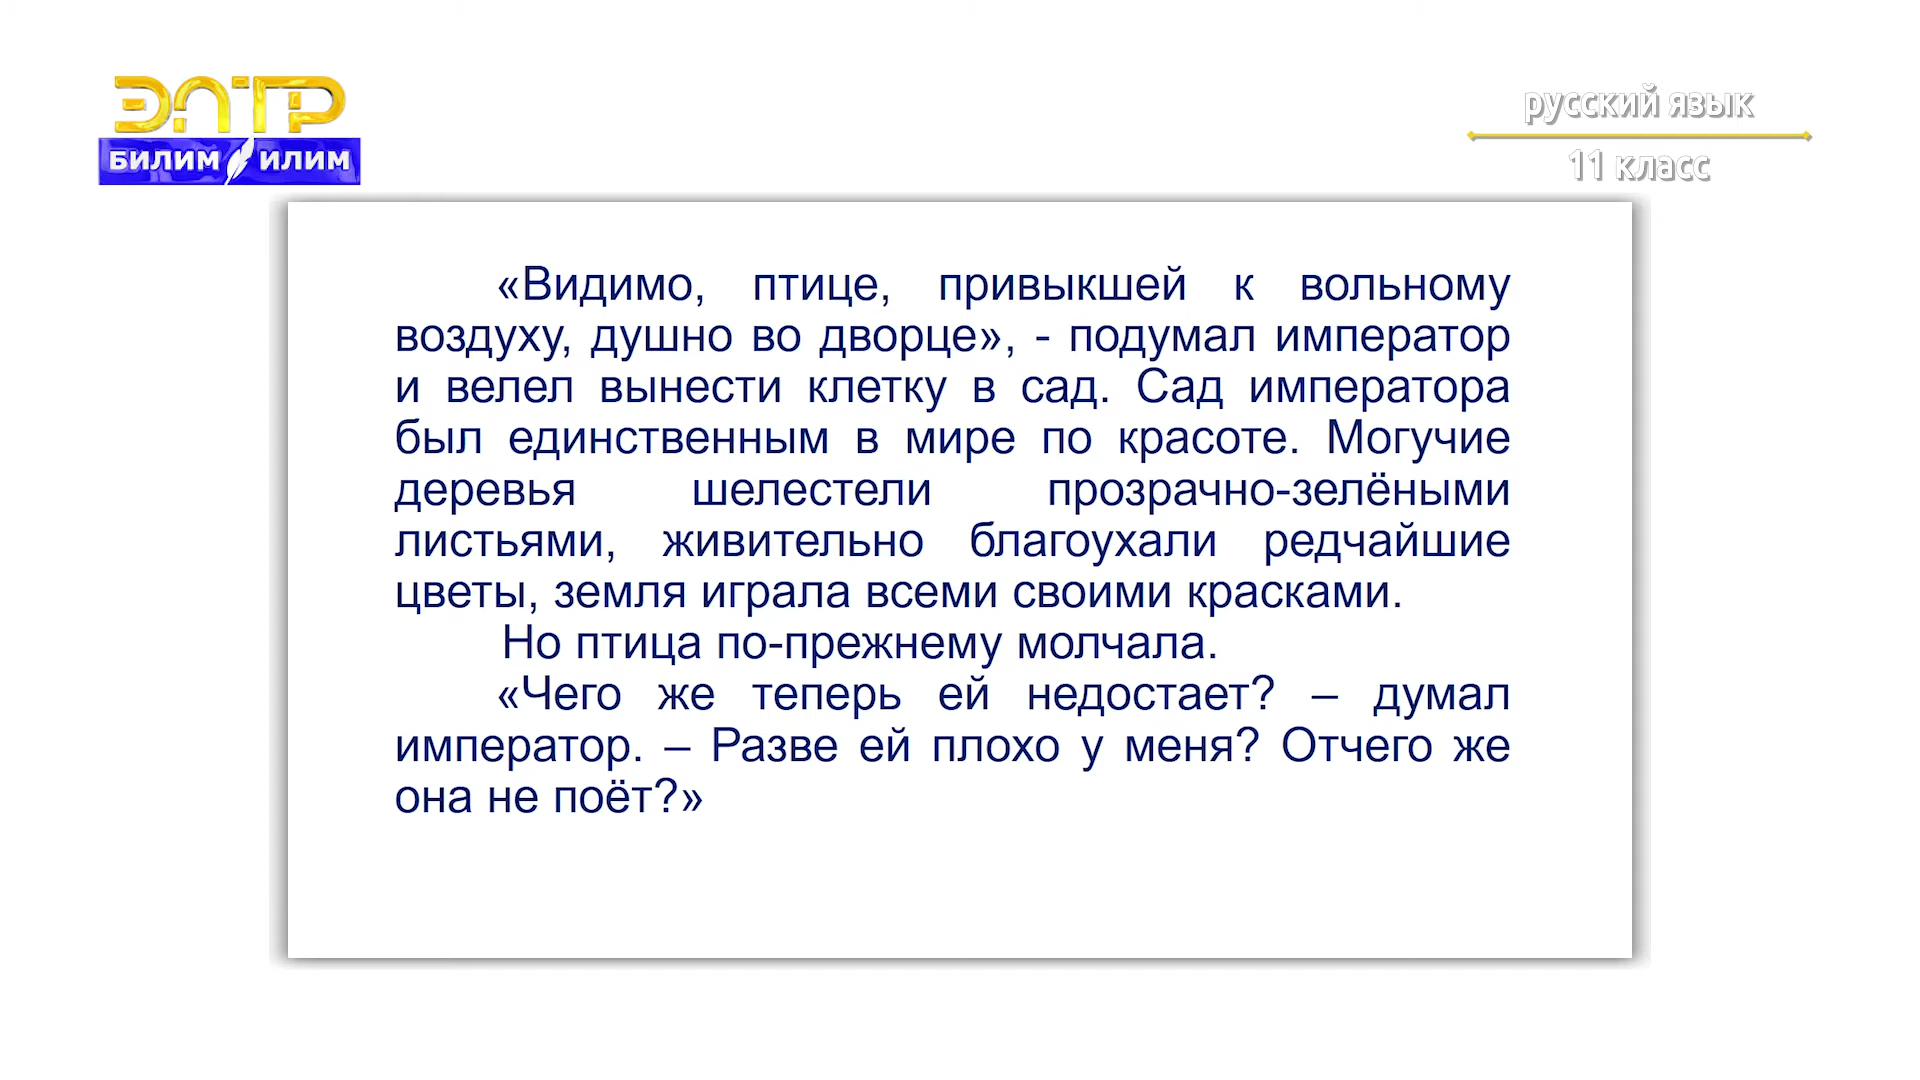 ЭЛТР
БИЛИМ ИЛИМ
русский язык
11 класс
«Видимо, птице, привыкшей к вольному
воздуху, душно во дворце», - подумал император
и велел вынести клетку в сад. Сад императора
был единственным в мире по красоте. Могучие
деревья шелестели прозрачно-зелёными
листьями, живительно благоухали редчайшие
цветы, земля играла всеми своими красками.
Но птица по-прежнему молчала.
«Чего же теперь ей недостает? – думал
император. – Разве ей плохо у меня? Отчего же
она не поёт?»